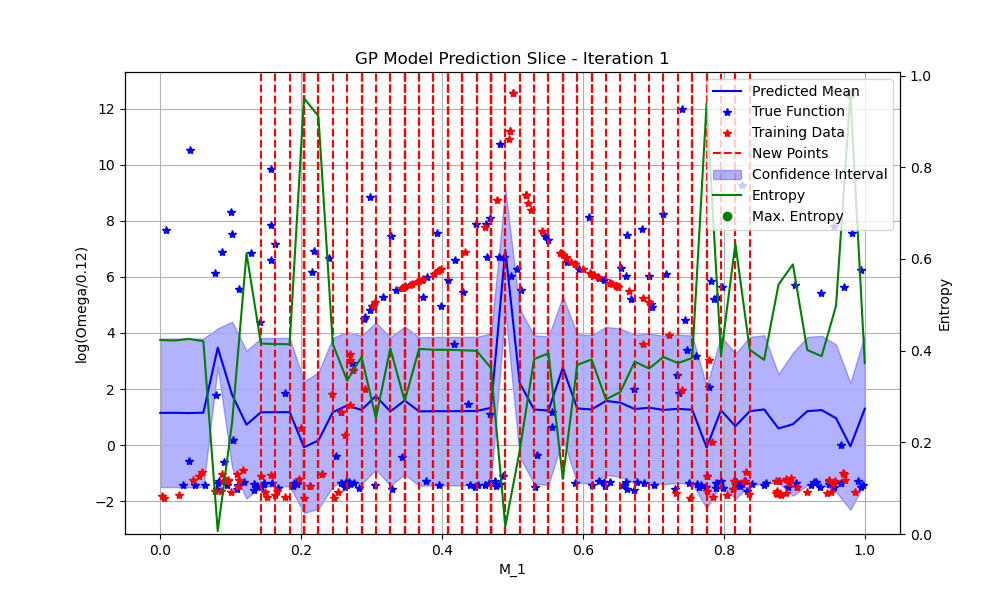 GP Model Prediction Slice - Iteration 1
log(Omega/0.12)
12
10
8
6
4
2
0
−2
0.0
0.2
0.4
0.6
0.8
1.0
M_1
1.0
0.8
0.6
0.4
0.2
0.0
Entropy
Predicted Mean
True Function
Training Data
New Points
Confidence Interval
Entropy
Max. Entropy